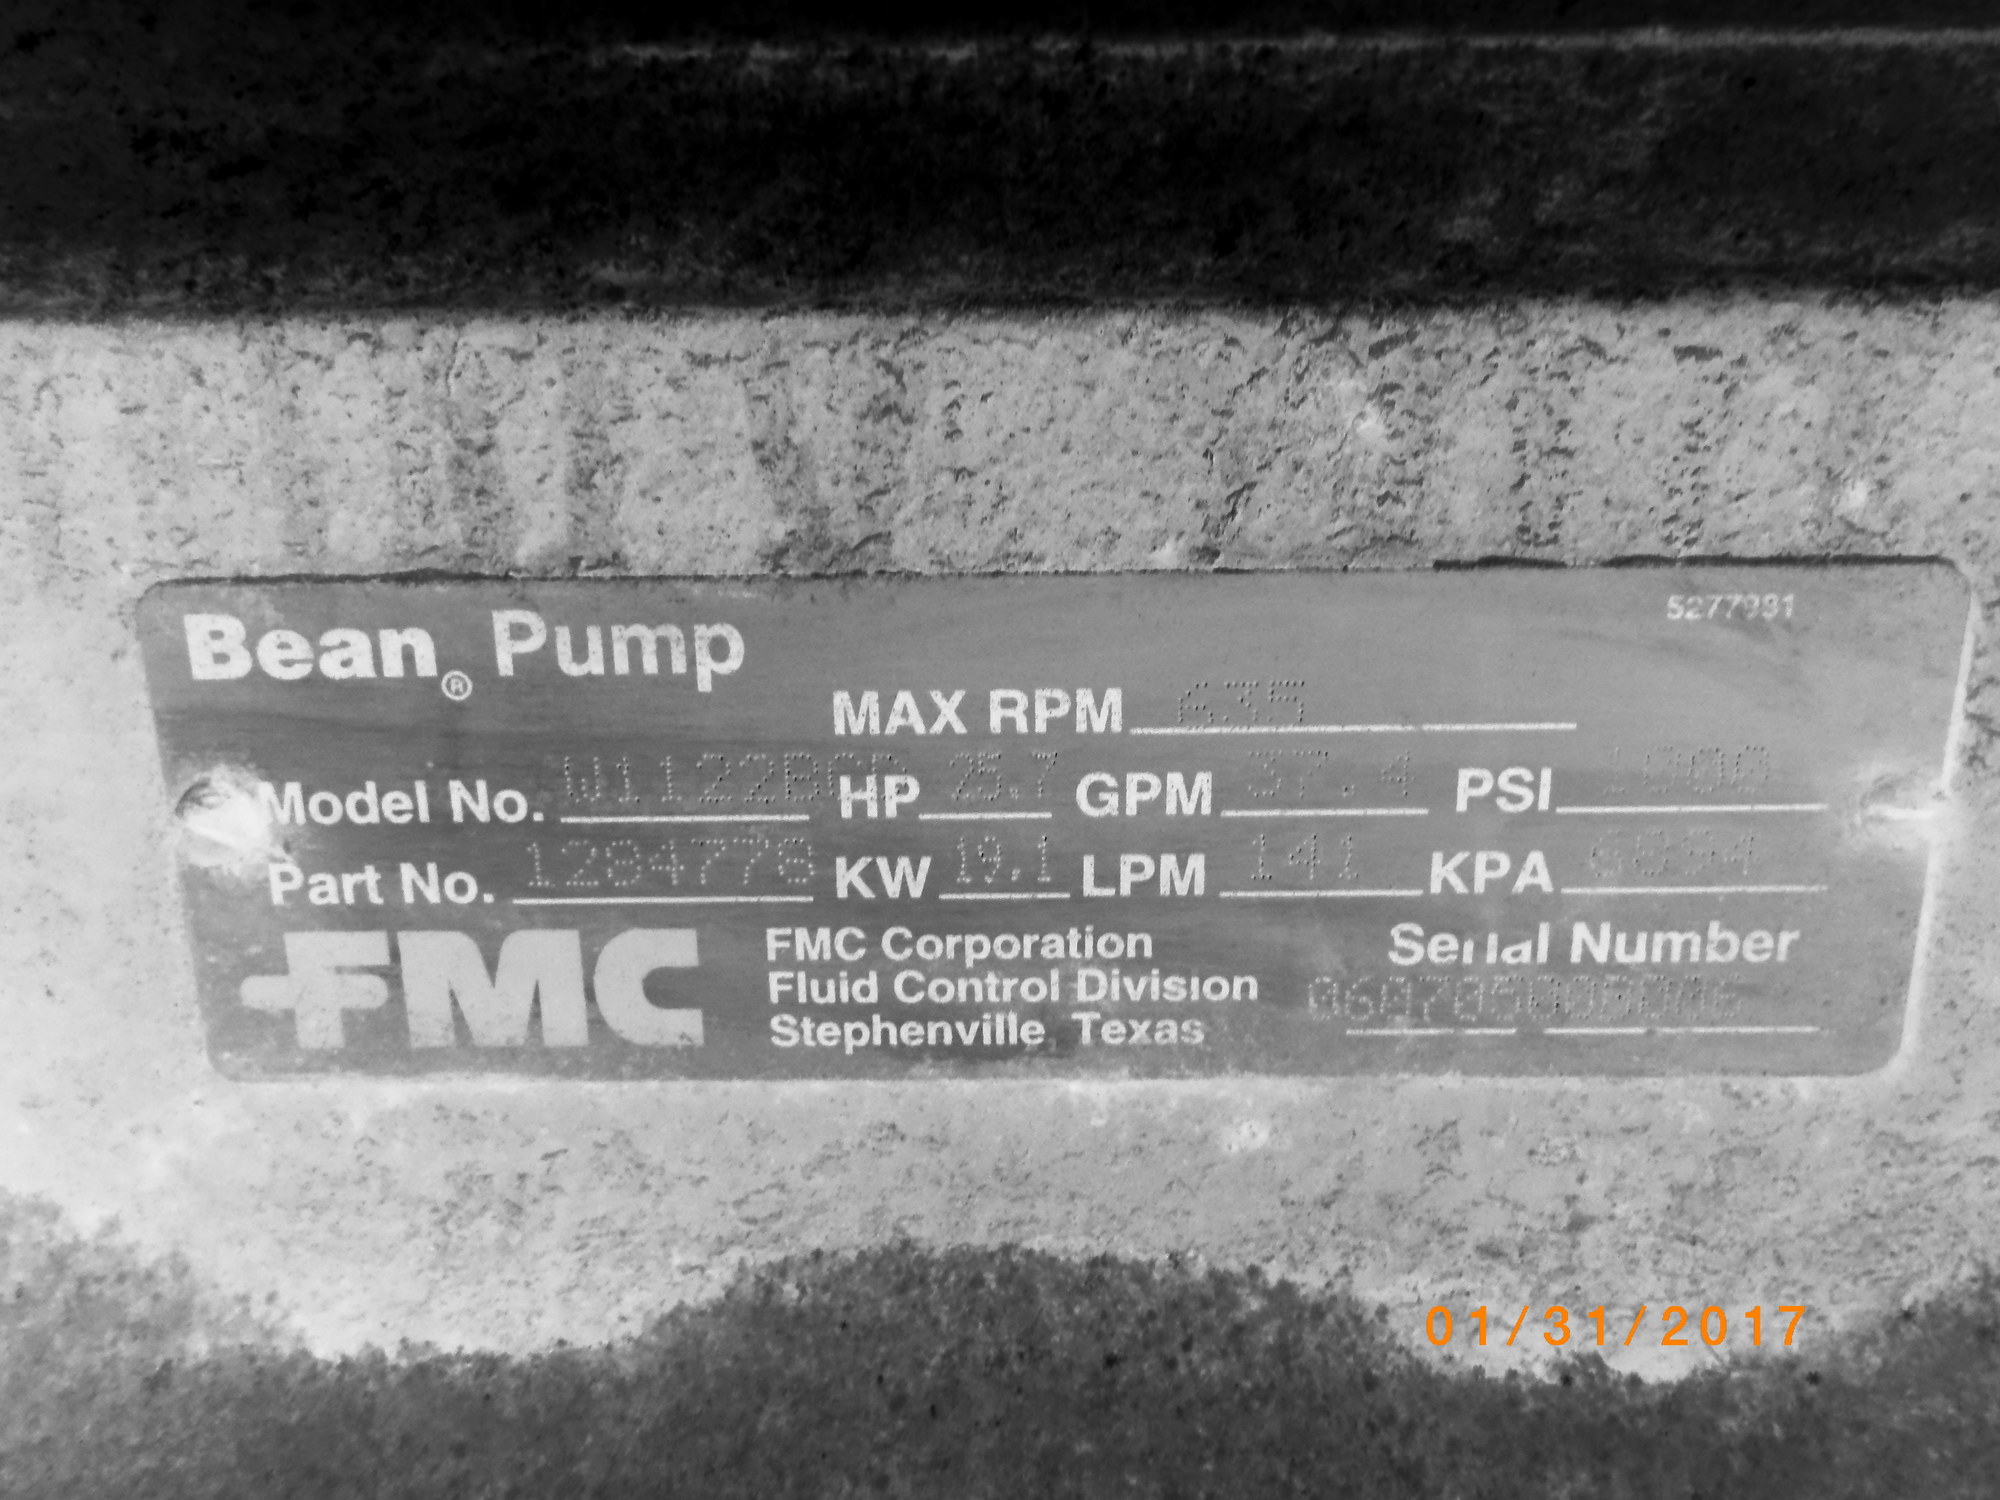 5277931
Bean® Pump
MAX RPM 635
Model No. W1122BCD HP 25.7 GPM 37.4 PSI 1000
Part No. 1284778 KW 19.1 LPM 141 KPA 6894
FMC
FMC Corporation
Fluid Control Division
Stephenville, Texas
Serial Number
01/31/2017